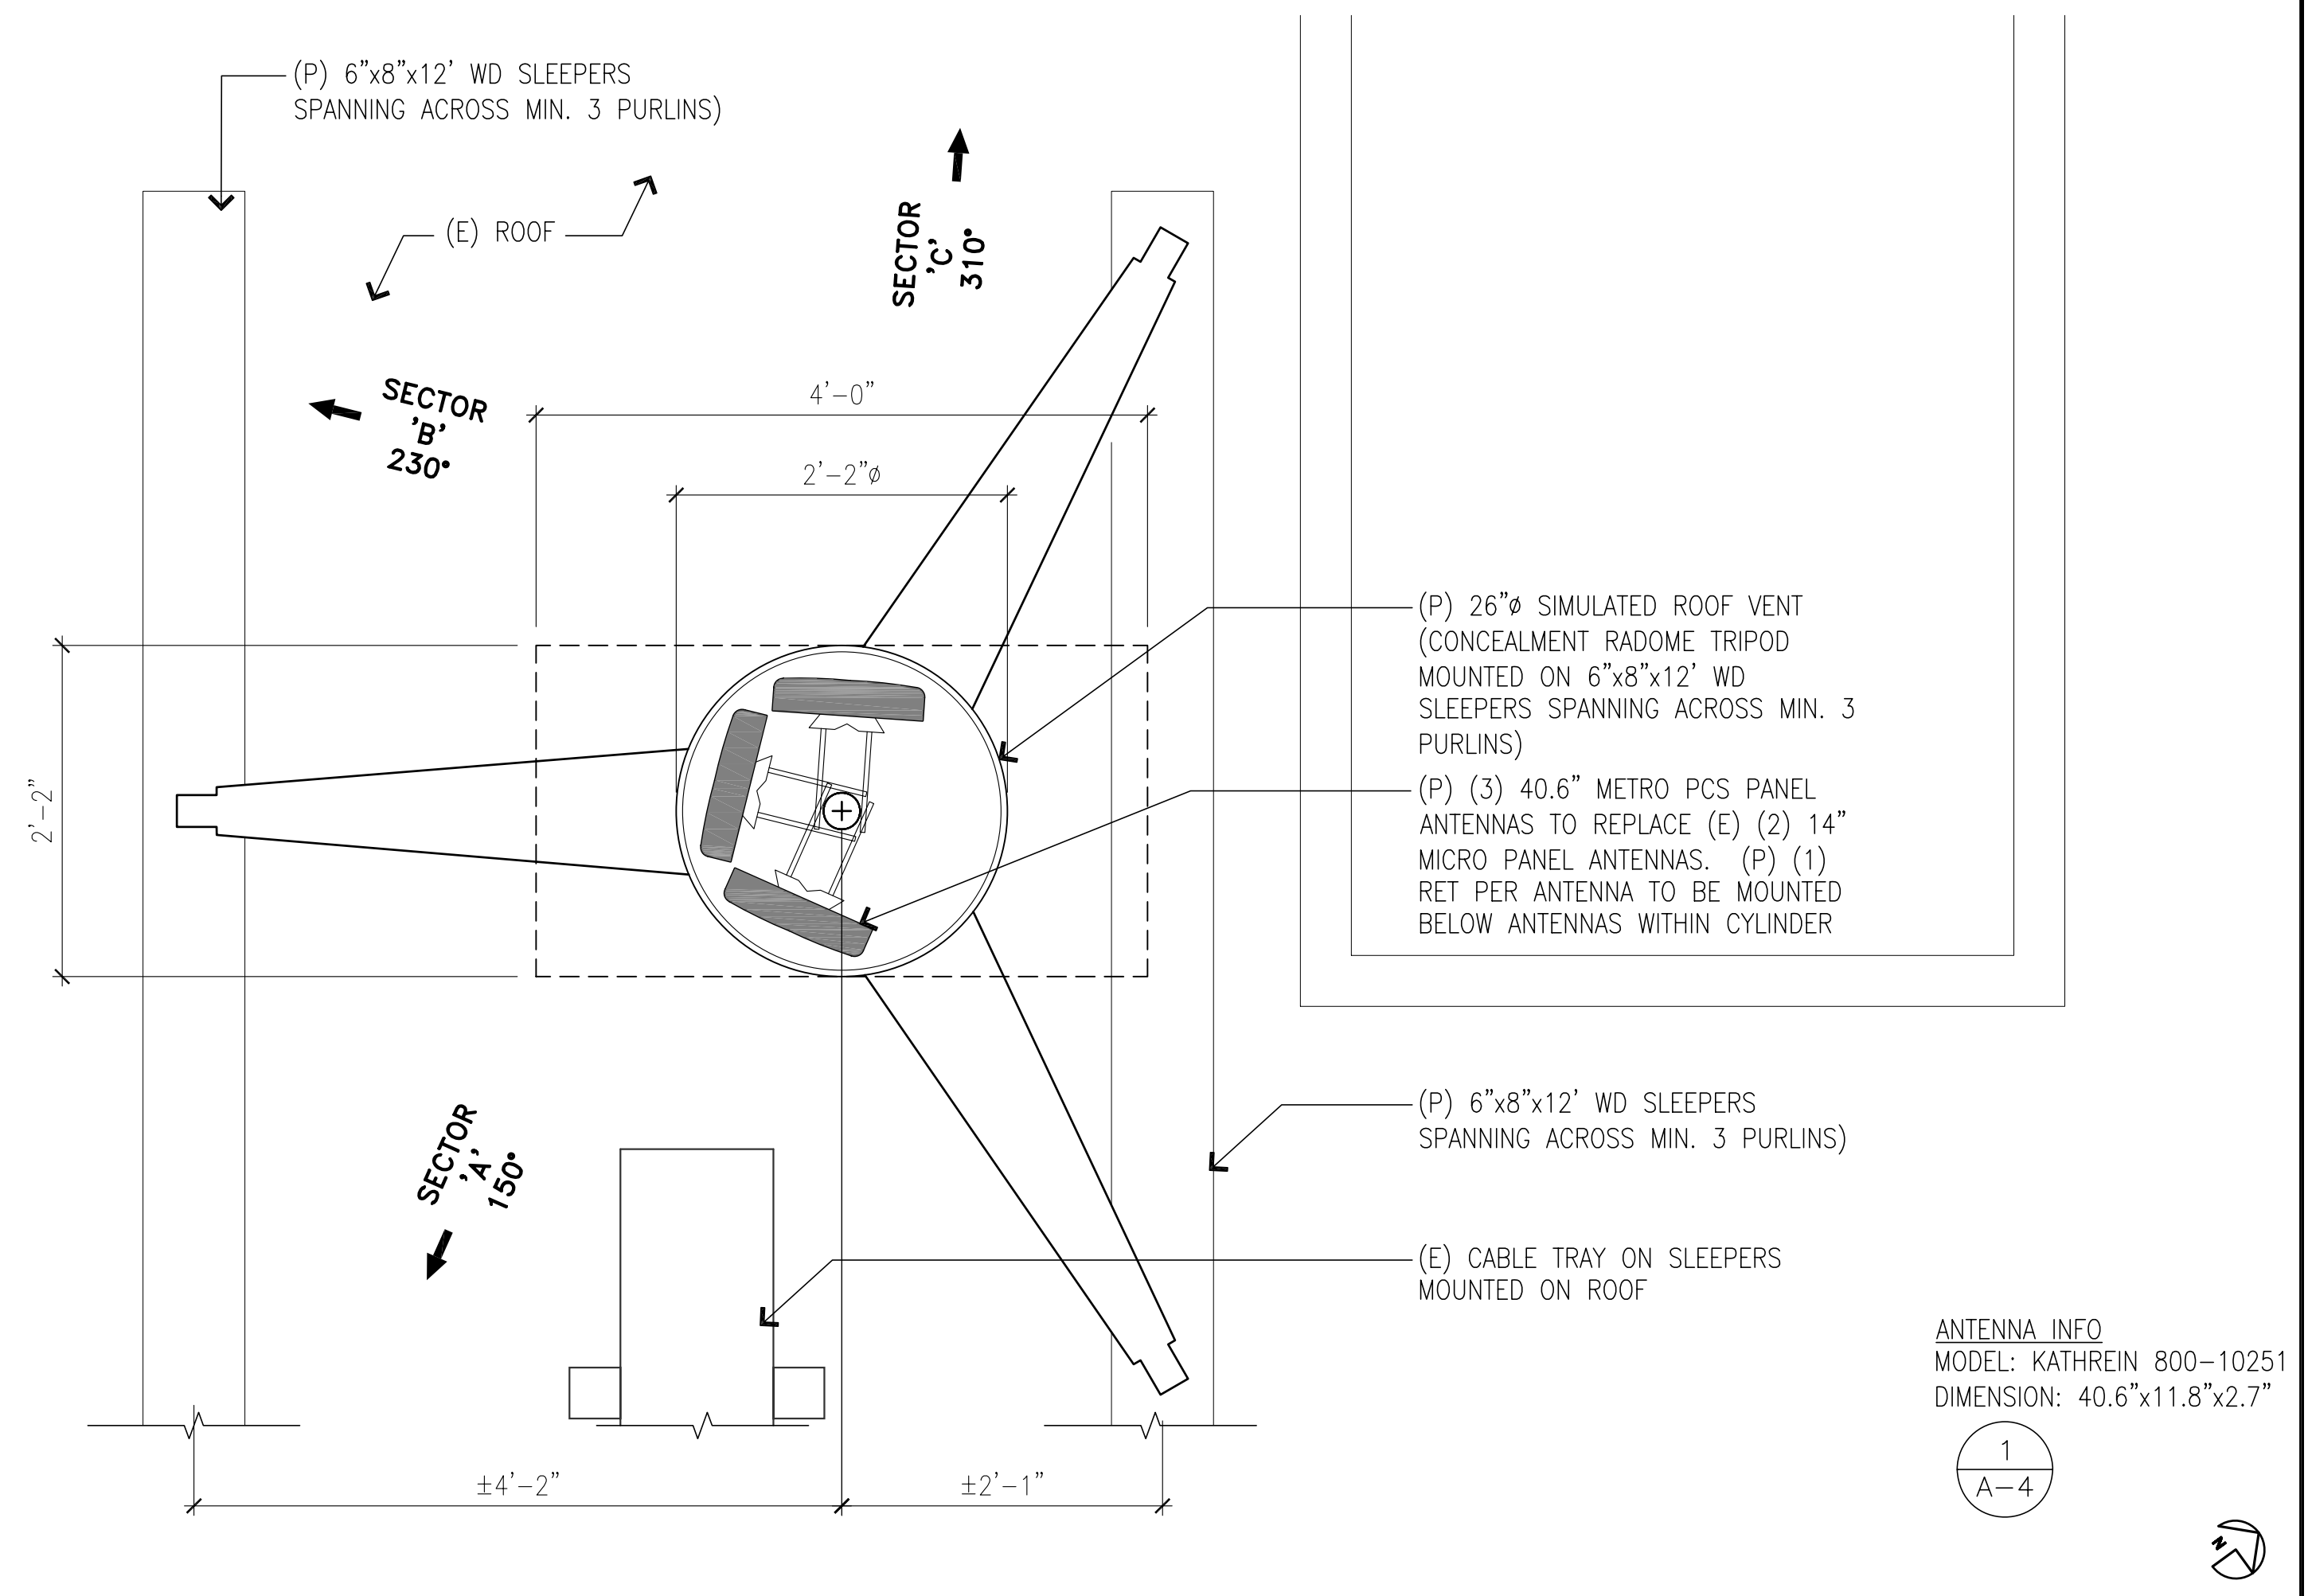 (P) 6"x8"x12' WD SLEEPERS
SPANNING ACROSS MIN. 3 PURLINS)
(E) ROOF
SECTOR
'C'
310°
SECTOR
'B'
230°
4'-0"
2'-2"ø
2'-2"
(P) 26"ø SIMULATED ROOF VENT
(CONCEALMENT RADOME TRIPOD
MOUNTED ON 6"x8"x12' WD
SLEEPERS SPANNING ACROSS MIN. 3
PURLINS)
(P) (3) 40.6" METRO PCS PANEL
ANTENNAS TO REPLACE (E) (2) 14"
MICRO PANEL ANTENNAS. (P) (1)
RET PER ANTENNA TO BE MOUNTED
BELOW ANTENNAS WITHIN CYLINDER
(P) 6"x8"x12' WD SLEEPERS
SPANNING ACROSS MIN. 3 PURLINS)
SECTOR
'A'
150°
(E) CABLE TRAY ON SLEEPERS
MOUNTED ON ROOF
ANTENNA INFO
MODEL: KATHREIN 800-10251
DIMENSION: 40.6"x11.8"x2.7"
1
A-4
±4'-2"
±2'-1"
N